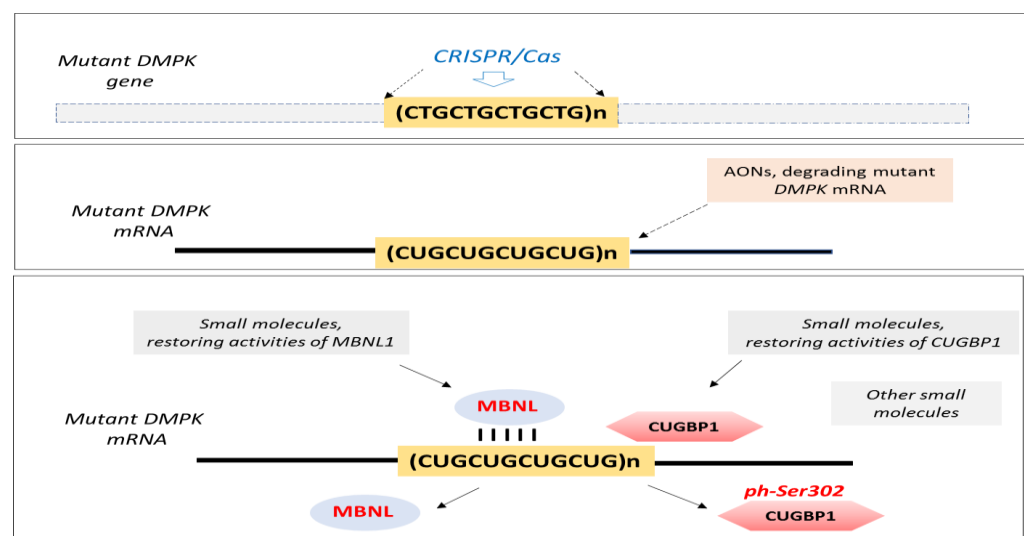 CRISPR/Cas
Mutant DMPK
gene
(CTGCTGCTGCTG)n
AONs, degrading mutant
DMPK mRNA
Mutant DMPK
mRNA
(CUGCUGCUGCUG)n
Small molecules,
restoring activities of MBNL1
Small molecules,
restoring activities of CUGBP1
Other small
molecules
MBNL
CUGBP1
Mutant DMPK
mRNA
(CUGCUGCUGCUG)n
MBNL
ph-Ser302
CUGBP1